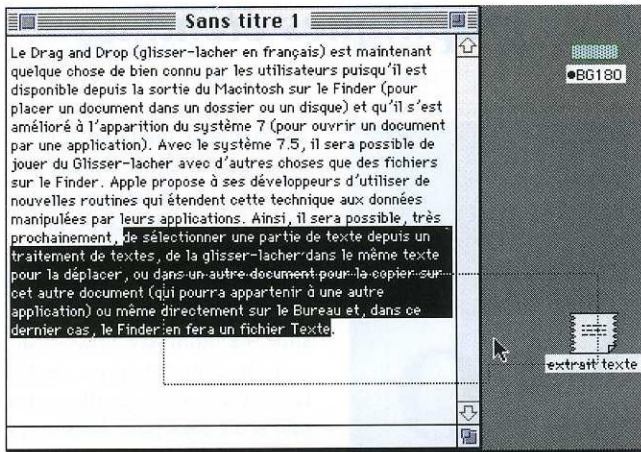 Sans titre 1
Le Drag and Drop (glisser-lacher en français) est maintenant
quelque chose de bien connu par les utilisateurs puisqu'il est
disponible depuis la sortie du Macintosh sur le Finder (pour
placer un document dans un dossier ou un disque) et qu'il s'est
amélioré à l'apparition du système 7 (pour ouvrir un document
par une application). Avec le système 7.5, il sera possible de
jouer du Glisser-lacher avec d'autres choses que des fichiers
sur le Finder. Apple propose à ses développeurs d'utiliser de
nouvelles routines qui étendent cette technique aux données
manipulées par leurs applications. Ainsi, il sera possible, très
prochainement, de sélectionner une partie de texte depuis un
traitement de textes, de la glisser-lacher dans le même texte
pour la déplacer, ou dans un autre document pour la copier sur
cet autre document (qui pourra appartenir à une autre
application) ou même directement sur le Bureau et, dans ce
dernier cas, le Finder en fera un fichier Texte.
●BG180
extrait texte